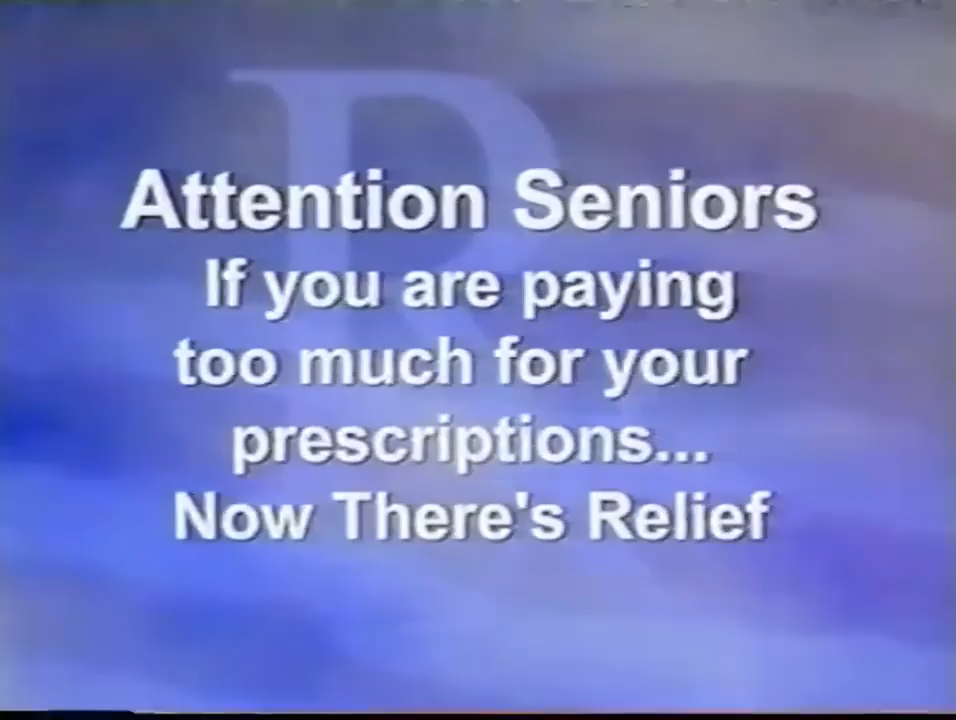 Attention Seniors
If you are paying
too much for your
prescriptions...
Now There's Relief